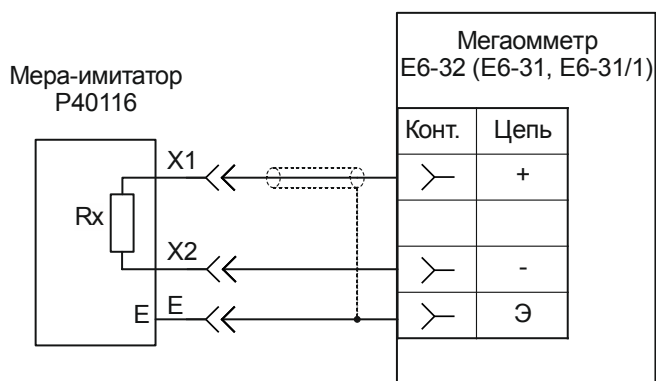 Мера-имитатор
Р40116
Мегаомметр
Е6-32 (Е6-31, Е6-31/1)
Конт.
Цепь
X1
+
Rx
X2
-
E
E
Э